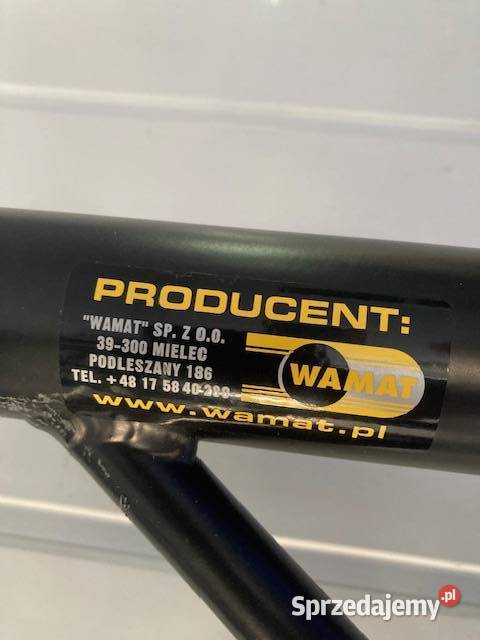 PRODUCENT:
"WAMAT" SP. Z O.O.
39-300 MIELEC
PODLESZANY 186
TEL. +48 17 58 40
WAMAT
www.wamat.pl
Sprzedajemy.pl